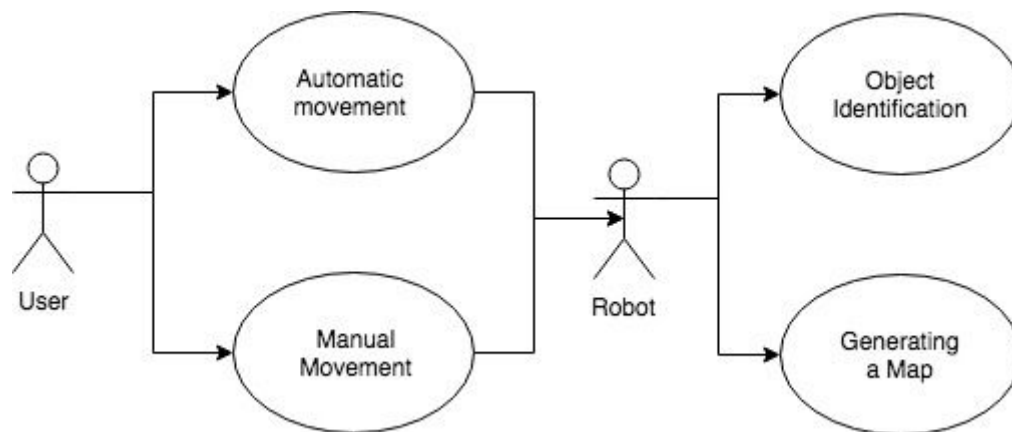 Automatic
movement
Object
Identification
User
Robot
Manual
Movement
Generating
a Map